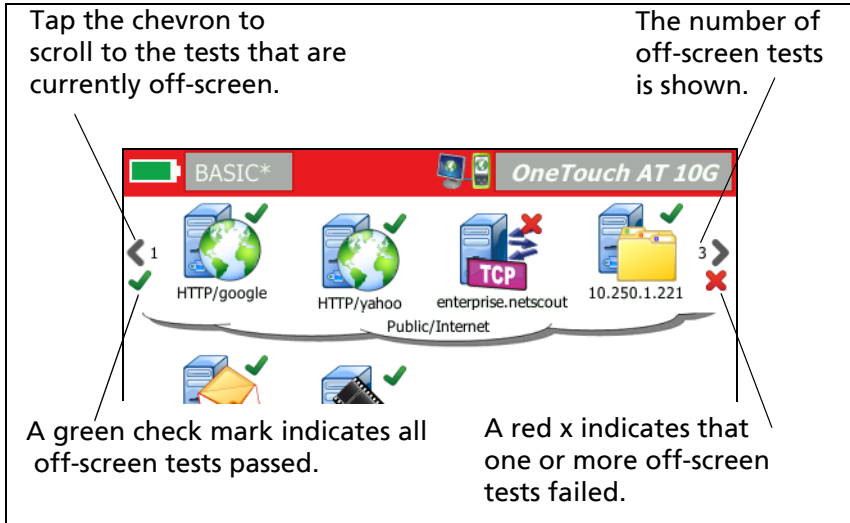 Tap the chevron to
scroll to the tests that are
currently off-screen.
The number of
off-screen tests
is shown.
BASIC*
OneTouch AT 10G
1
3
HTTP/google
HTTP/yahoo
TCP
enterprise.netscout
10.250.1.221
Public/Internet
A green check mark indicates all
off-screen tests passed.
A red x indicates that
one or more off-screen
tests failed.